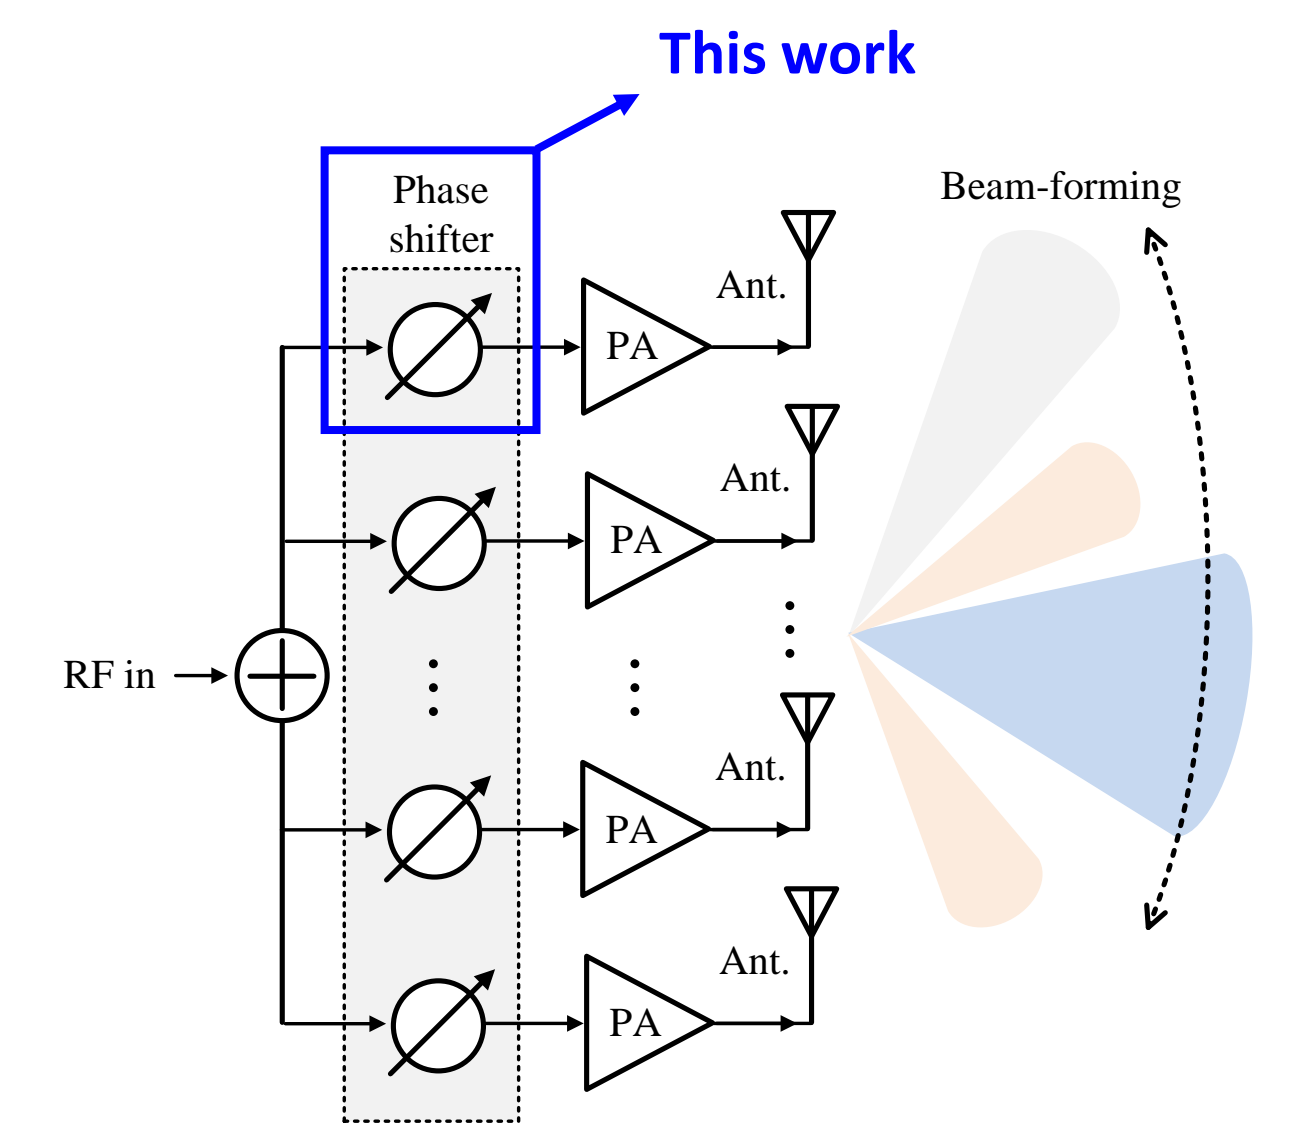 This work
Phase
shifter
Beam-forming
Ant.
PA
Ant.
PA
RF in
Ant.
PA
Ant.
PA